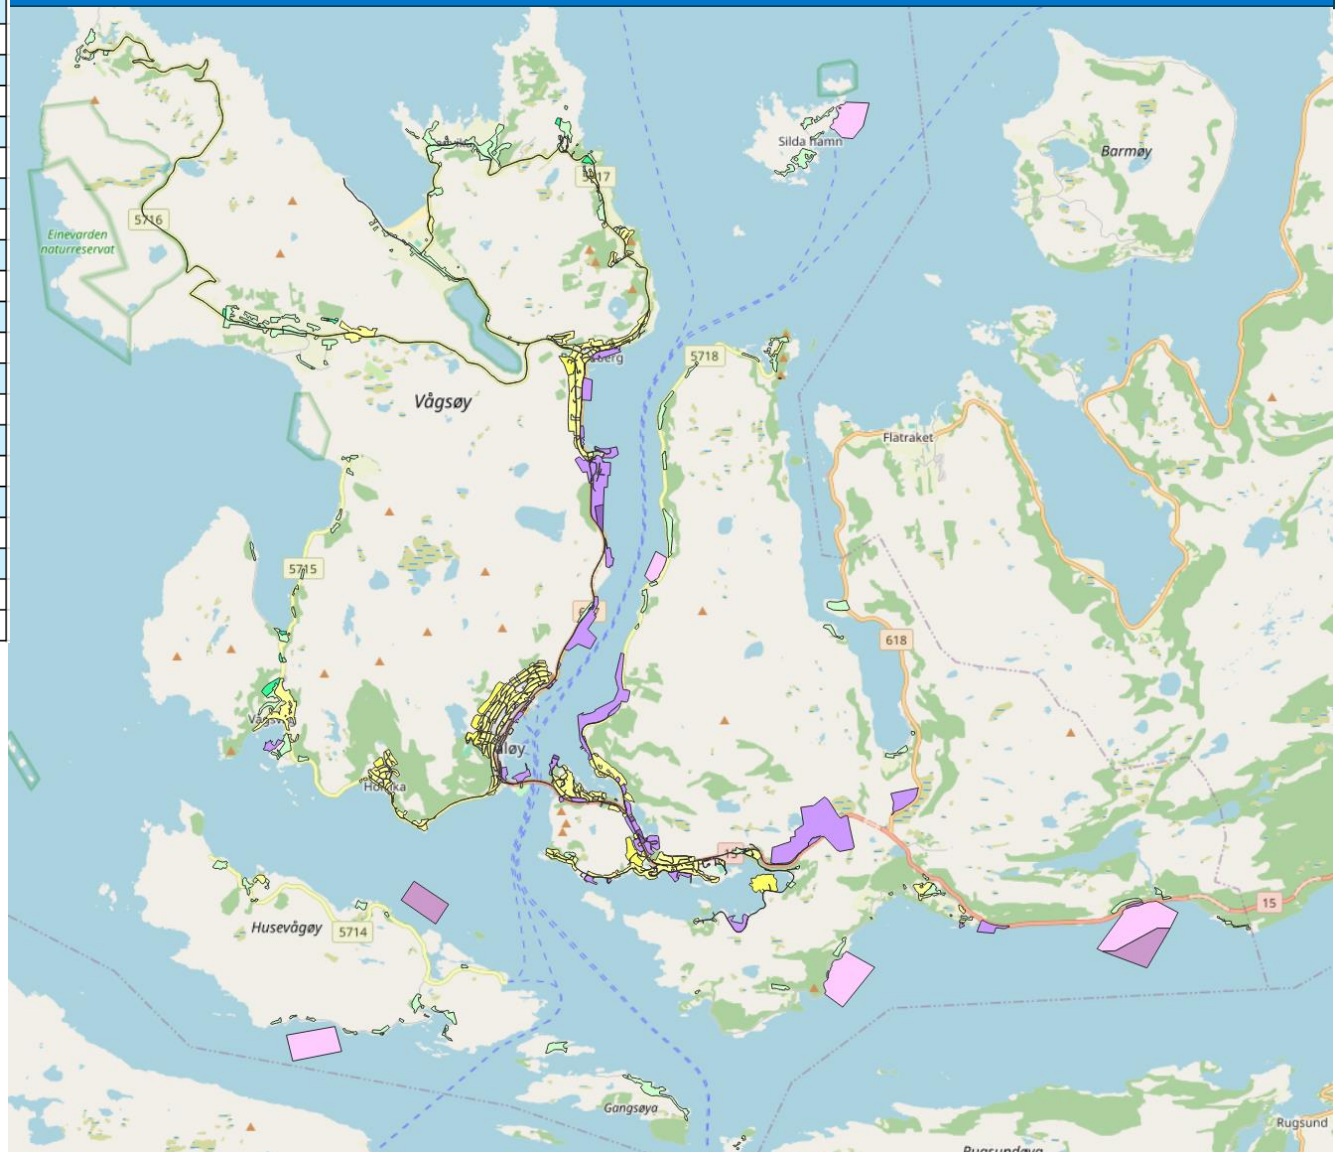 Silda hamn
Barmøy
5716
Einevarden
naturreservat
5718
Vågsøy
Flatraket
5715
618
15
Husevågøy
5714
Gangsøya
Rugsund